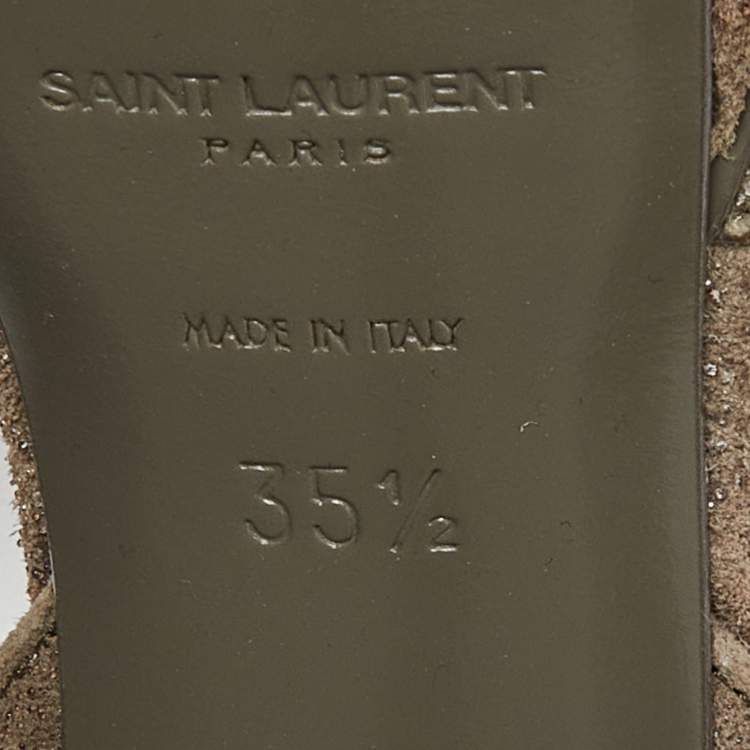 SAINT LAURENT
PARIS
MADE IN ITALY
35½